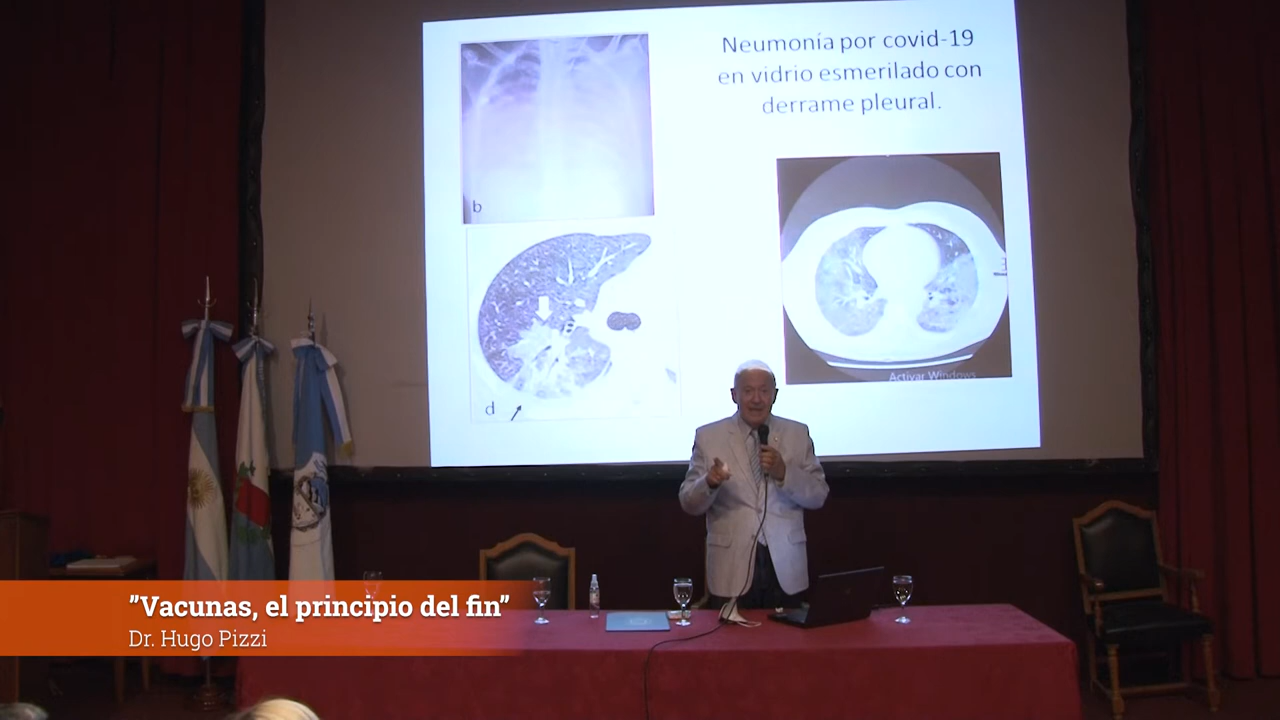 Neumonía por covid-19
en vidrio esmerilado con
derrame pleural.
b
d
Activar Windows
"Vacunas, el principio del fin"
Dr. Hugo Pizzi